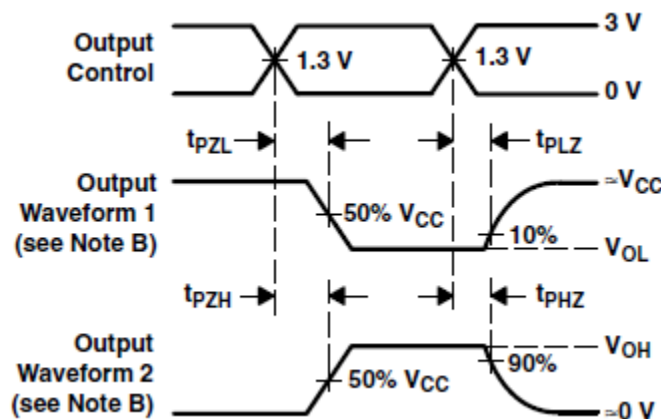 Output
Control
3 V
1.3 V
1.3 V
0 V
tPZL
tPLZ
Output
Waveform 1
(see Note B)
≈VCC
50% VCC
10%
VOL
tPZH
tPHZ
Output
Waveform 2
(see Note B)
VOH
90%
50% VCC
≈0 V